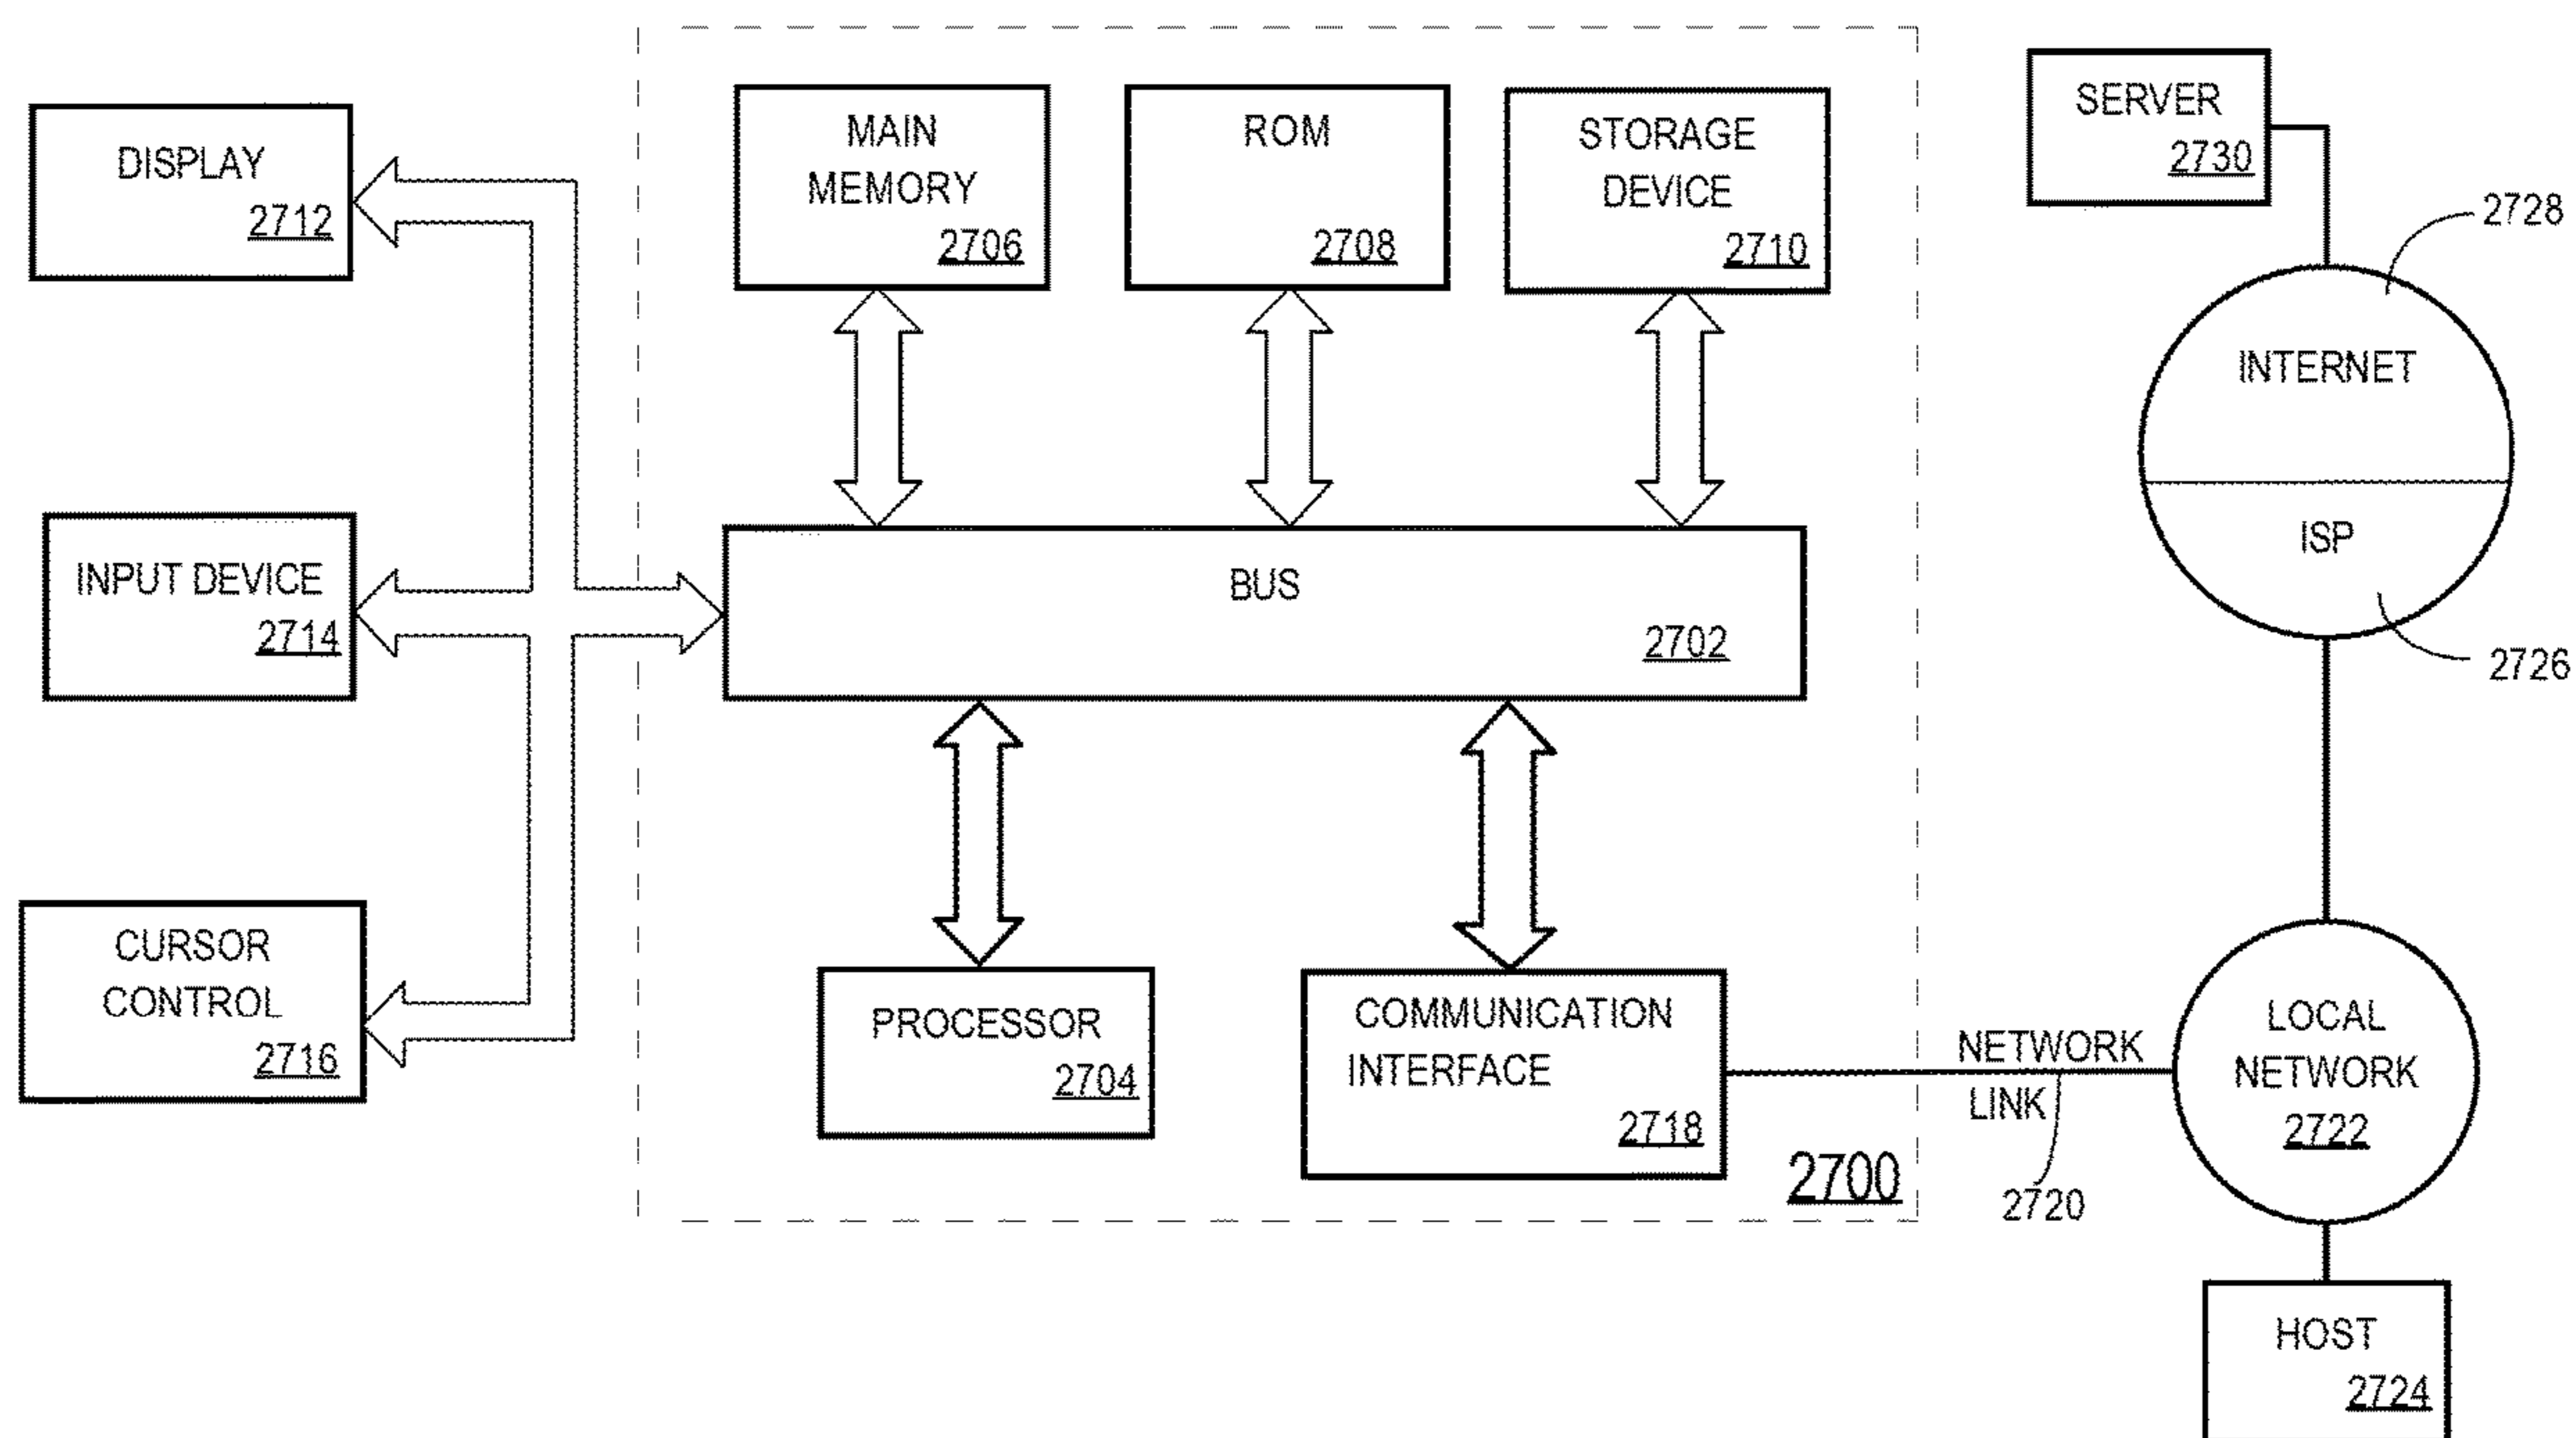 DISPLAY
2712
INPUT DEVICE
2714
CURSOR
CONTROL
2716
MAIN
MEMORY
2706
ROM
2708
STORAGE
DEVICE
2710
BUS
2702
PROCESSOR
2704
COMMUNICATION
INTERFACE
2718
2700
NETWORK
LINK
2720
SERVER
2730
2728
INTERNET
ISP
2726
LOCAL
NETWORK
2722
HOST
2724